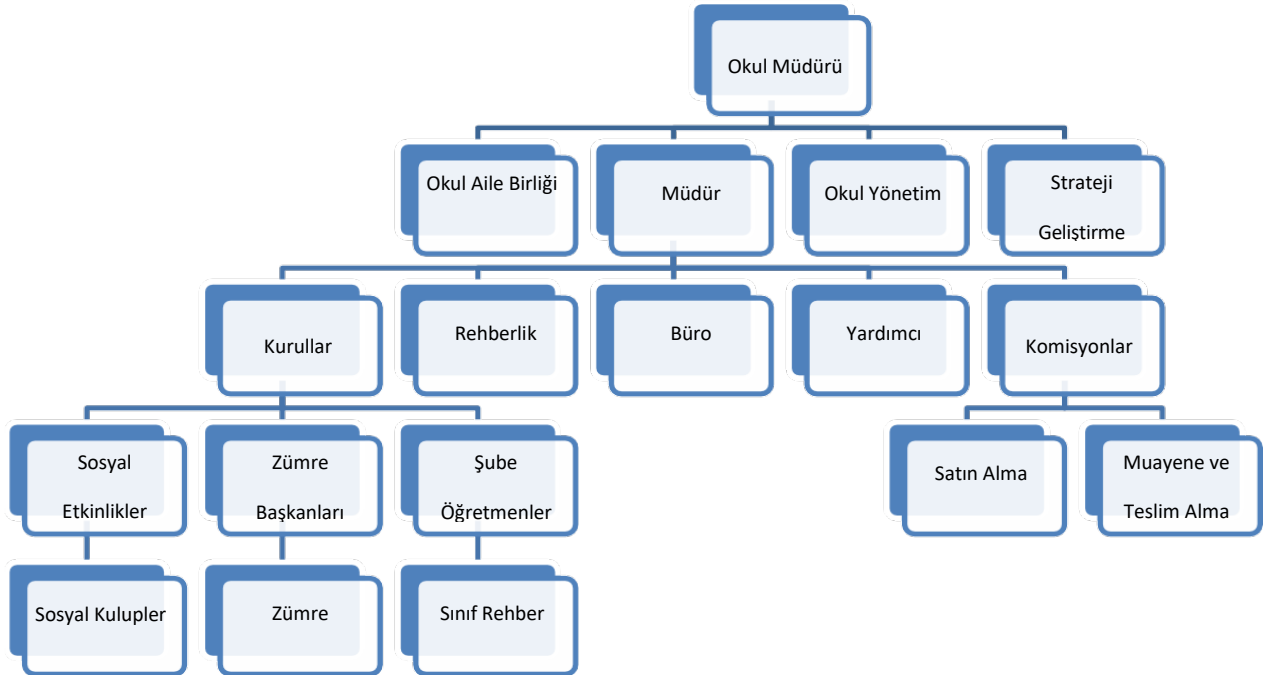 Okul Müdürü
Okul Aile Birliği
Müdür
Okul Yönetim
Strateji
Geliştirme
Kurullar
Rehberlik
Büro
Yardımcı
Komisyonlar
Sosyal
Etkinlikler
Zümre
Başkanları
Şube
Öğretmenler
Satın Alma
Muayene ve
Teslim Alma
Sosyal Kulupler
Zümre
Sınıf Rehber